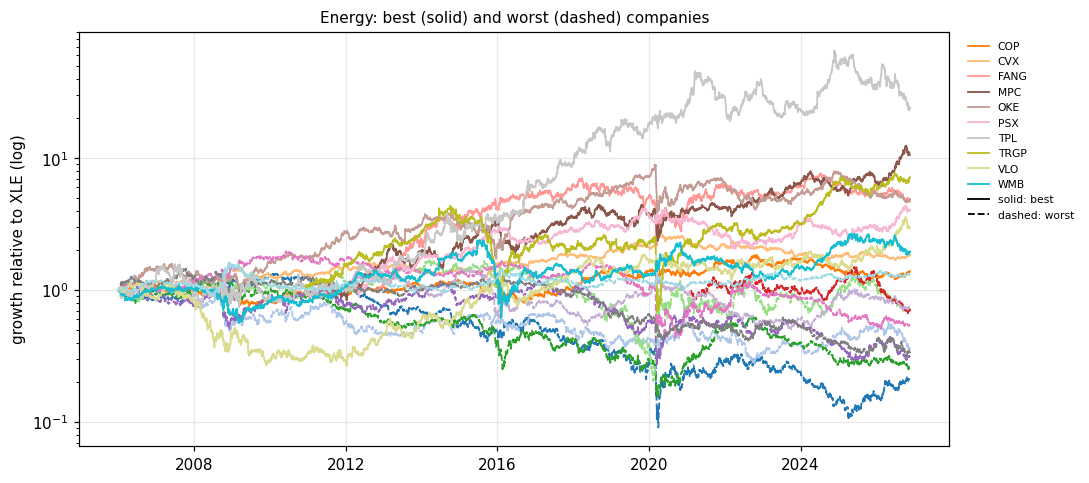 Energy: best (solid) and worst (dashed) companies
growth relative to XLE (log)
10¹
10⁰
10⁻¹
2008
2012
2016
2020
2024
COP
CVX
FANG
MPC
OKE
PSX
TPL
TRGP
VLO
WMB
solid: best
dashed: worst